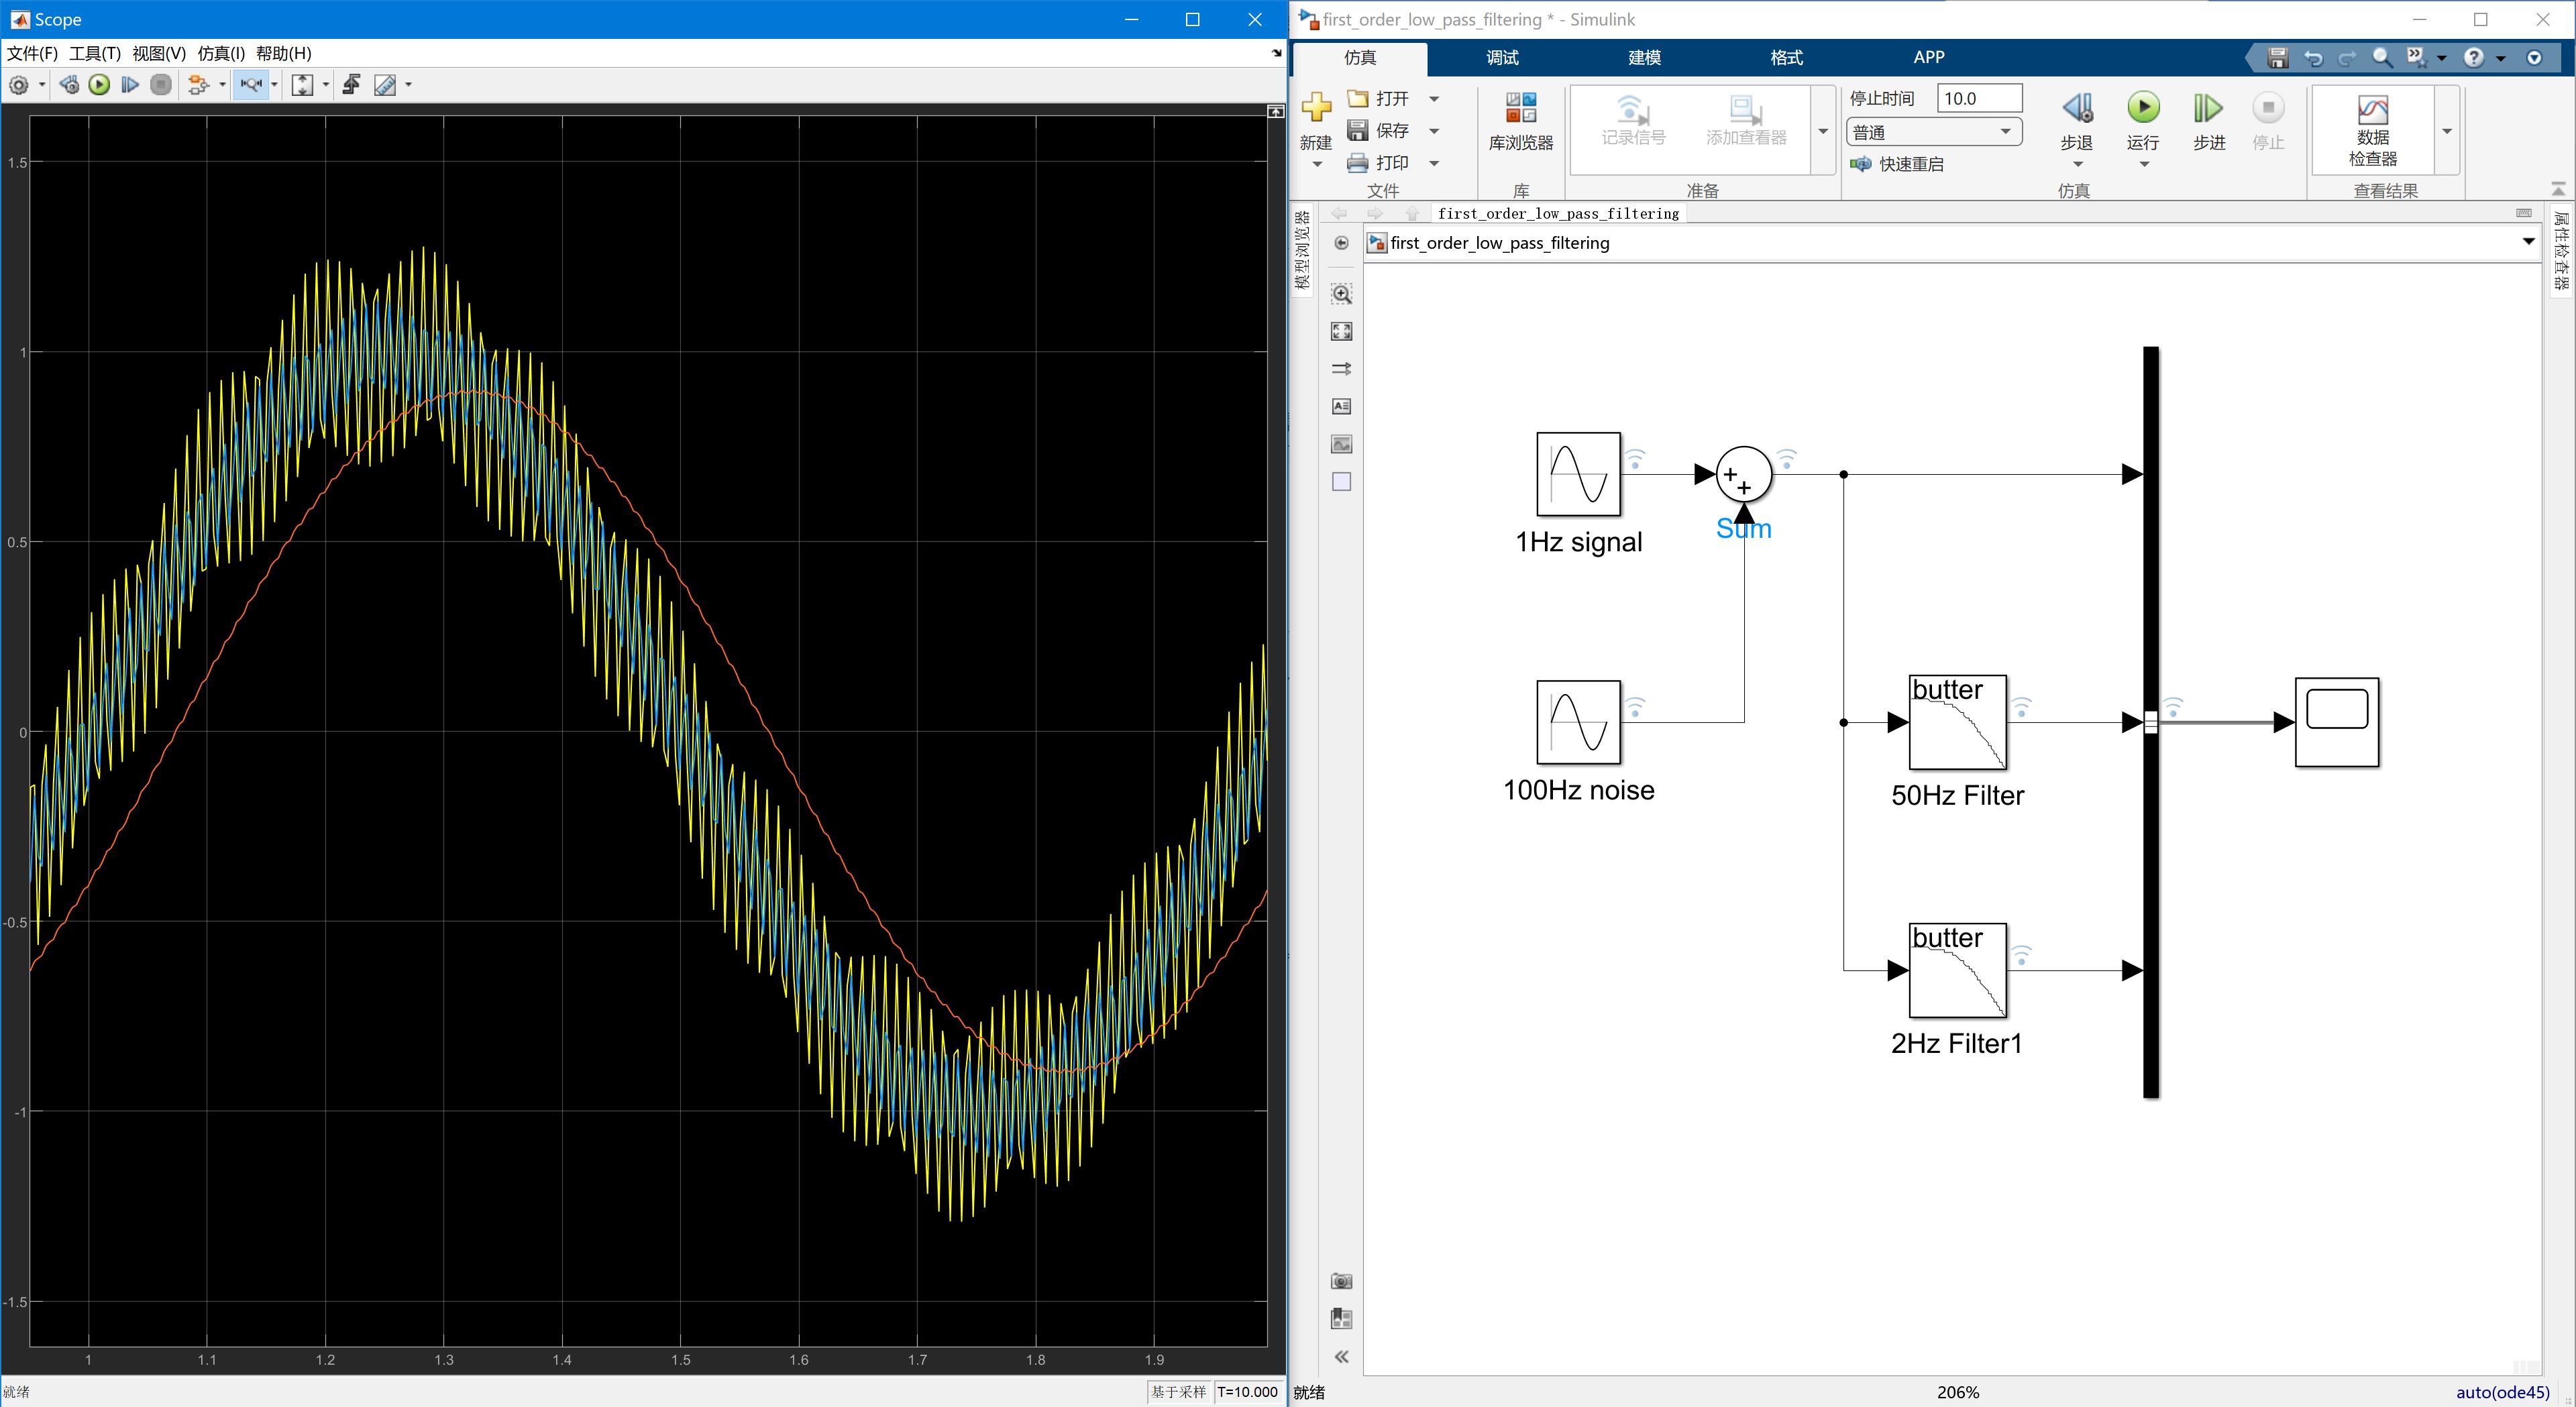 Scope
文件(F) 工具(T) 视图(V) 仿真(I) 帮助(H)
1.5
1
0.5
0
-0.5
-1
-1.5
1 1.1 1.2 1.3 1.4 1.5 1.6 1.7 1.8 1.9
就绪 基于采样 T=10.000
first_order_low_pass_filtering * - Simulink
仿真 调试 建模 格式 APP
新建
打开
保存
打印
文件
库浏览器
库
记录信号
添加查看器
准备
停止时间 10.0
普通
快速重启
步退
运行
步进
停止
仿真
数据
检查器
查看结果
模型浏览器
first_order_low_pass_filtering
first_order_low_pass_filtering
属性检查器
1Hz signal
+
+
Sum
100Hz noise
butter
50Hz Filter
butter
2Hz Filter1
就绪 206% auto(ode45)